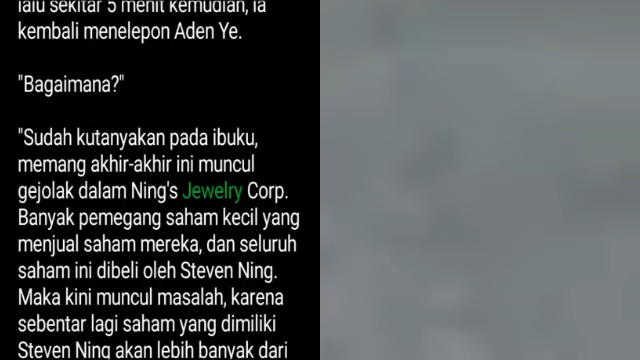 lalu sekitar 5 menit kemudian, ia
kembali menelepon Aden Ye.
"Bagaimana?"
"Sudah kutanyakan pada ibuku,
memang akhir-akhir ini muncul
gejolak dalam Ning's Jewelry Corp.
Banyak pemegang saham kecil yang
menjual saham mereka, dan seluruh
saham ini dibeli oleh Steven Ning.
Maka kini muncul masalah, karena
sebentar lagi saham yang dimiliki
Steven Ning akan lebih banyak dari